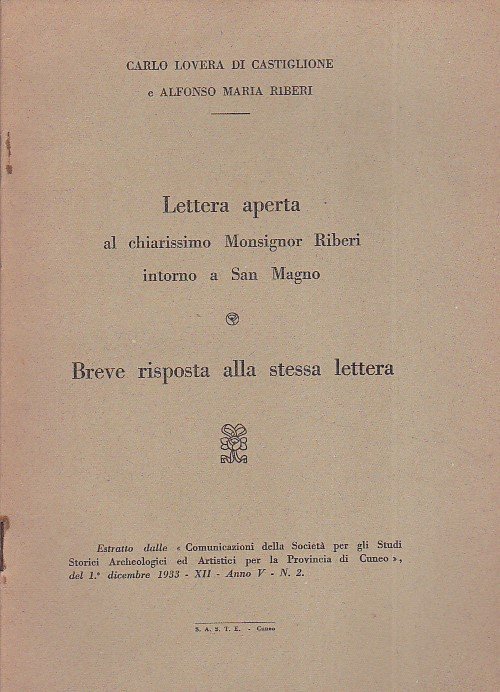 CARLO LOVERA DI CASTIGLIONE
e ALFONSO MARIA RIBERI
Lettera aperta
al chiarissimo Monsignor Riberi
intorno a San Magno
Breve risposta alla stessa lettera
Estratto dalle « Comunicazioni della Società per gli Studi
Storici Archeologici ed Artistici per la Provincia di Cuneo »,
del 1.° dicembre 1933 - XII - Anno V - N. 2.
S. A. S. T. E. - Cuneo